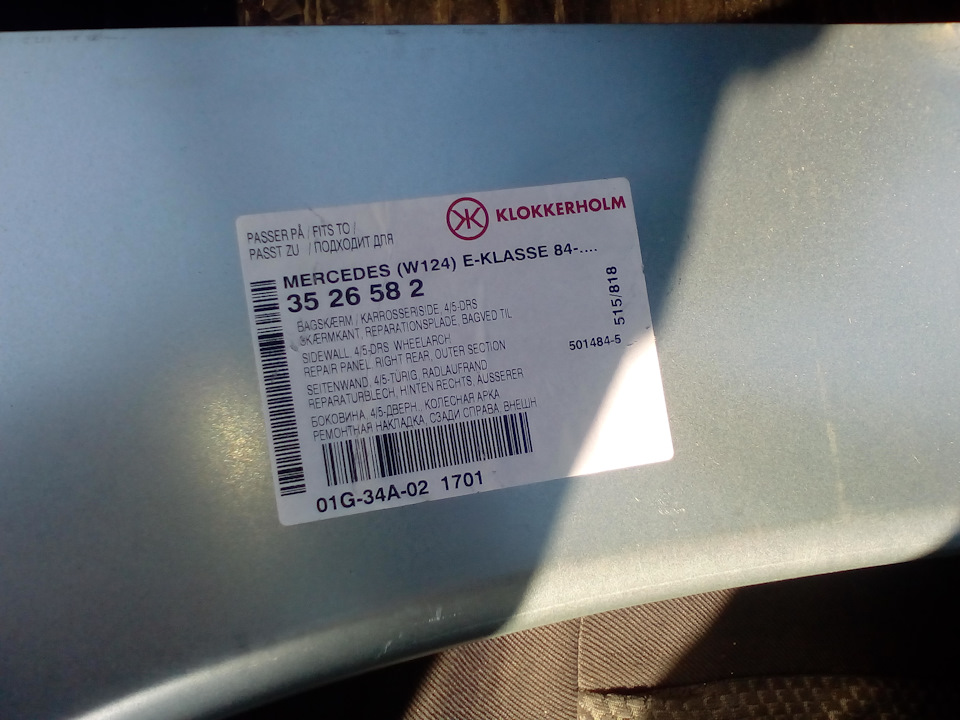 PASSER PÅ / FITS TO /
PASST ZU / ПОДХОДИТ ДЛЯ
KLOKKERHOLM
MERCEDES (W124) E-KLASSE 84-....
35 26 58 2
BAGSKÆRM / KARROSSERISIDE, 4/5-DRS
SKÆRMKANT, REPARATIONSPLADE, BAGVED TIL
SIDEWALL, 4/5-DRS, WHEELARCH
REPAIR PANEL, RIGHT REAR, OUTER SECTION
SEITENWAND, 4/5-TÜRIG, RADLAUFRAND
REPARATURBLECH, HINTEN RECHTS, ÄUSSERER
БОКОВИНА, 4/5-ДВЕРН., КОЛЕСНАЯ АРКА
РЕМОНТНАЯ НАКЛАДКА, СЗАДИ СПРАВА, ВНЕШН
515/818
501484-5
01G-34A-02 1701